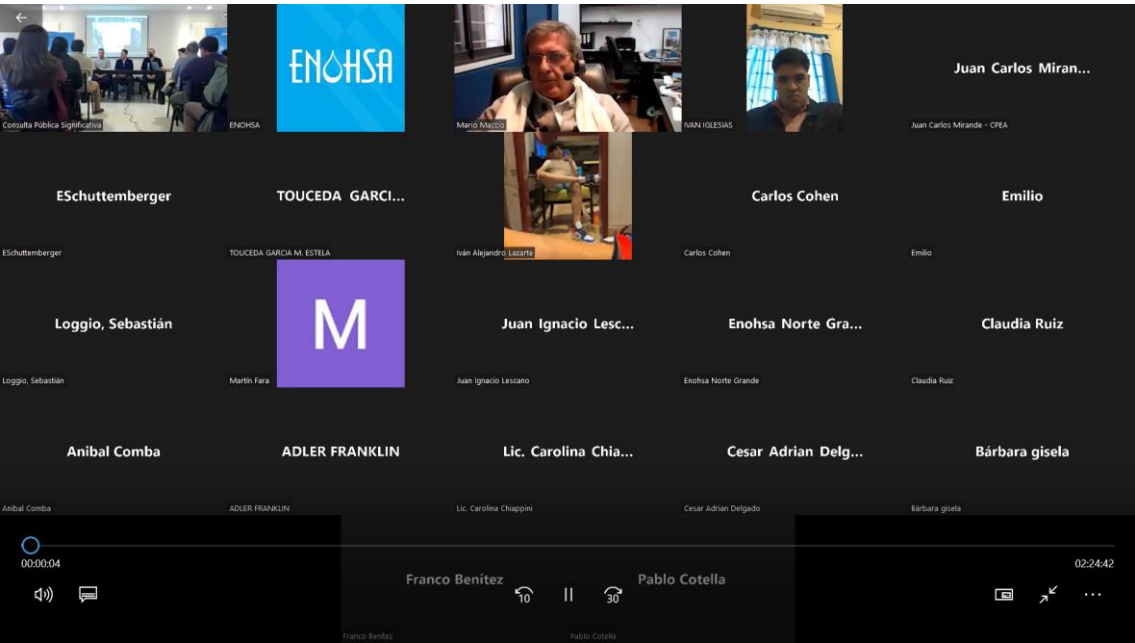 Consulta Pública Significativa
ENOHSA
ENOHSA
Mario Maccio
IVAN IGLESIAS
Juan Carlos Miran...
Juan Carlos Mirande - CPEA
ESchuttemberger
ESchuttemberger
TOUCEDA GARCI...
TOUCEDA GARCIA M. ESTELA
Iván Alejandro Lazarte
Carlos Cohen
Carlos Cohen
Emilio
Emilio
Loggio, Sebastián
Loggio, Sebastián
M
Martín Fara
Juan Ignacio Lesc...
Juan Ignacio Lescano
Enohsa Norte Gra...
Enohsa Norte Grande
Claudia Ruiz
Claudia Ruiz
Anibal Comba
Anibal Comba
ADLER FRANKLIN
ADLER FRANKLIN
Lic. Carolina Chia...
Lic. Carolina Chiappini
Cesar Adrian Delg...
Cesar Adrian Delgado
Bárbara gisela
Bárbara gisela
Franco Benítez
Franco Benítez
Pablo Cotella
Pablo Cotella
00:00:04
02:24:42
10
30